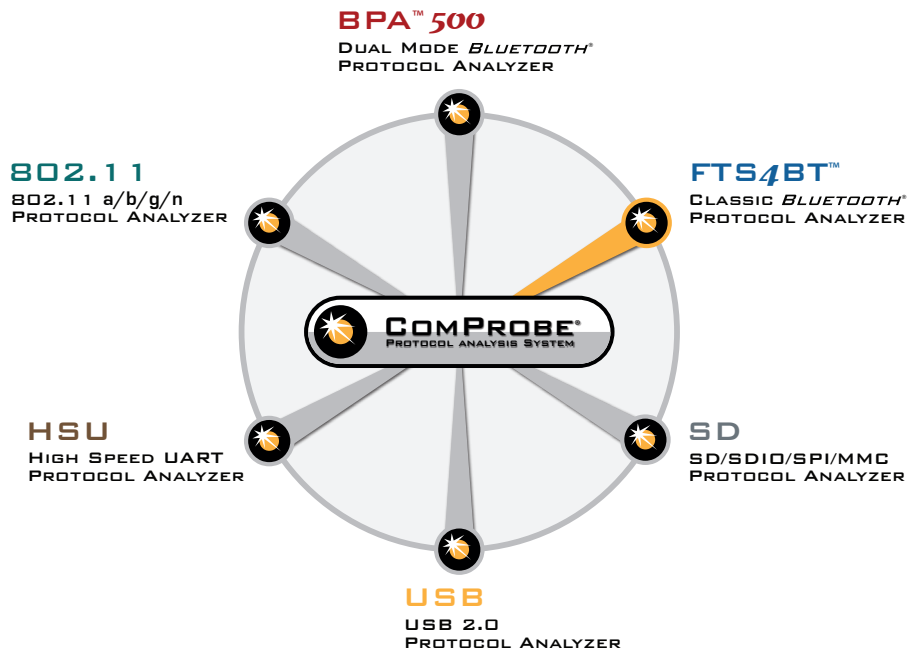 BPA™ 500
Dual Mode Bluetooth®
Protocol Analyzer
802.11
802.11 a/b/g/n
Protocol Analyzer
FTS4BT™
Classic Bluetooth®
Protocol Analyzer
ComProbe®
Protocol Analysis System
HSU
High Speed UART
Protocol Analyzer
SD
SD/SDIO/SPI/MMC
Protocol Analyzer
USB
USB 2.0
Protocol Analyzer